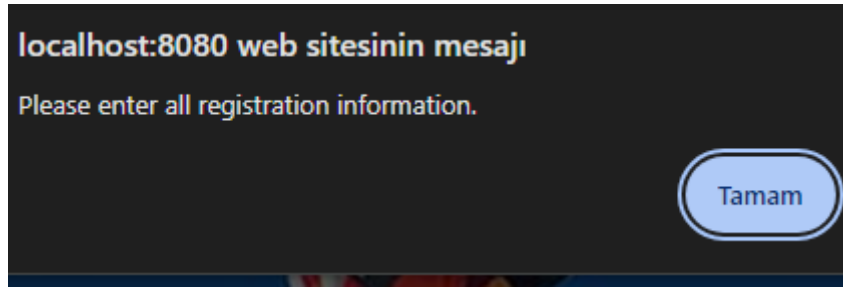 localhost:8080 web sitesinin mesajı
Please enter all registration information.
Tamam